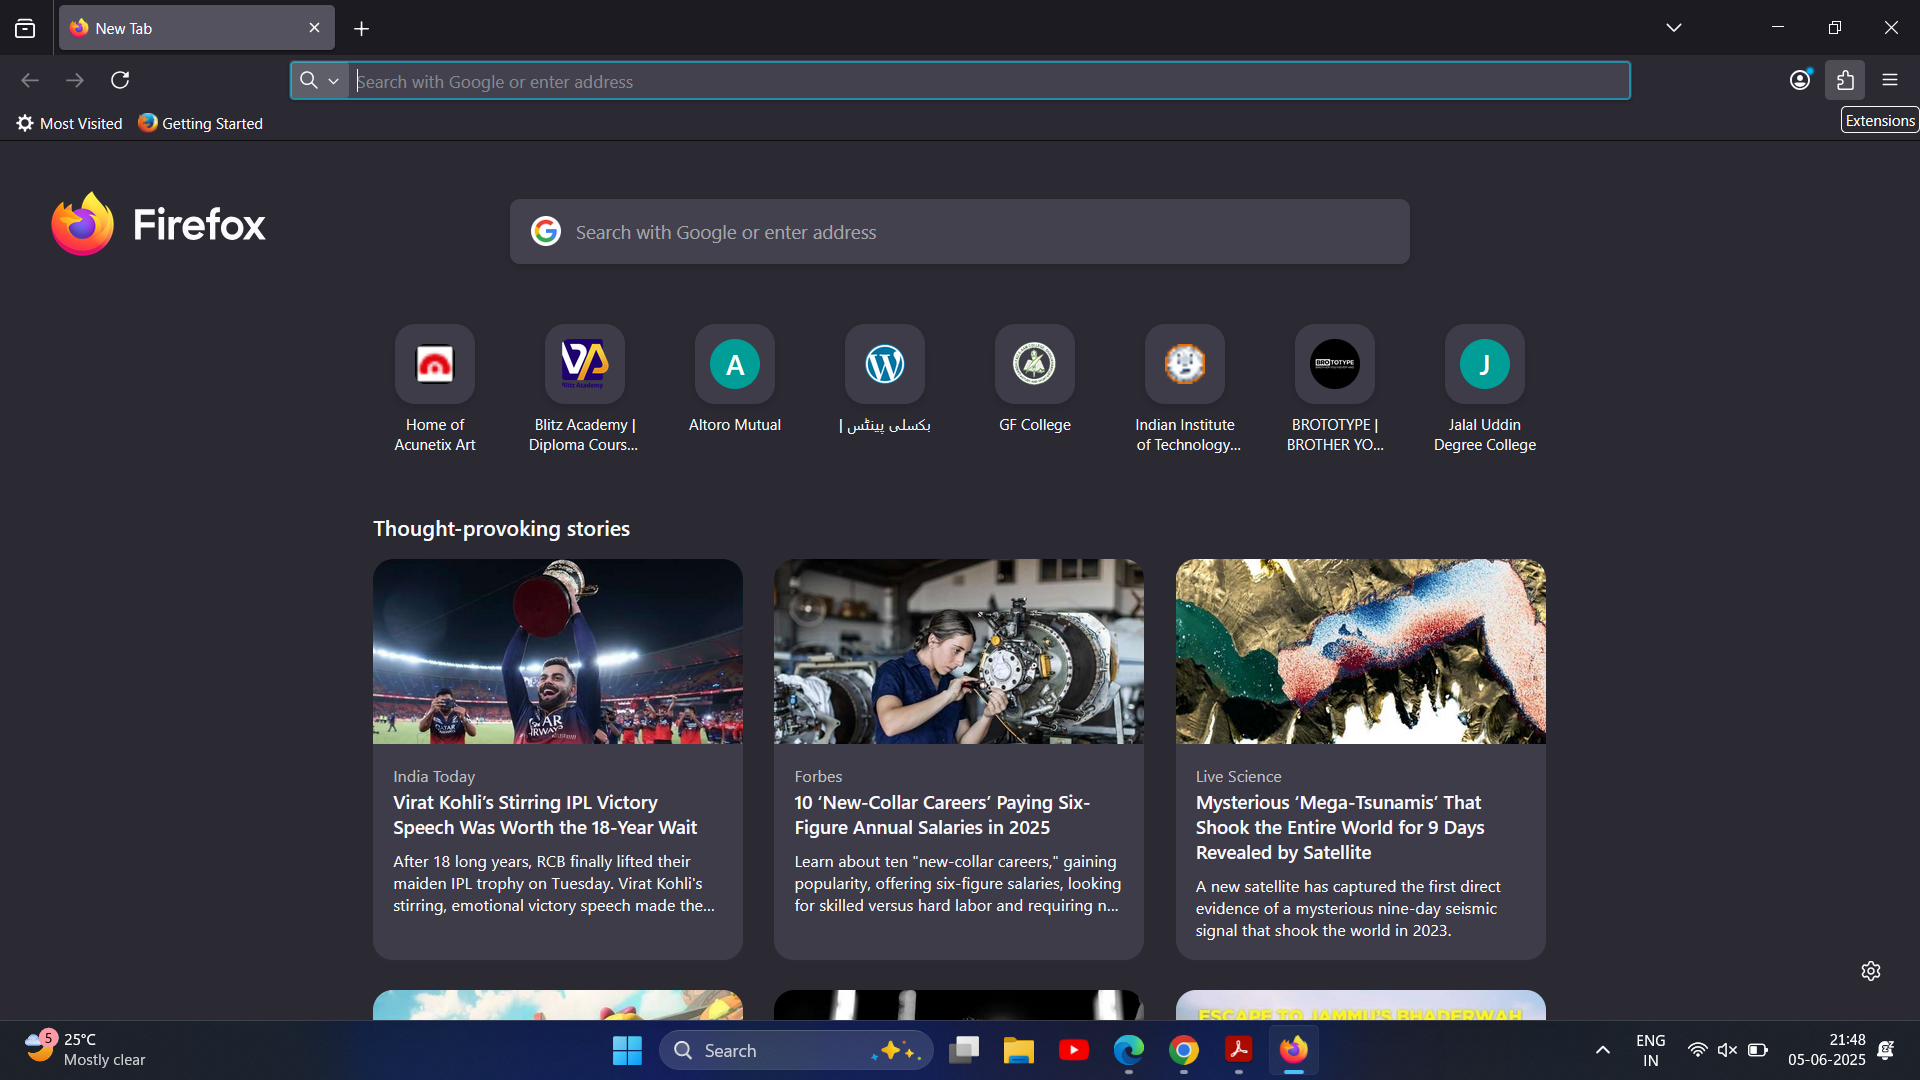 New Tab
Search with Google or enter address
Most Visited
Getting Started
Extensions
Firefox
Search with Google or enter address
Home of
Acunetix Art
Blitz Academy |
Diploma Cours...
A
Altoro Mutual
بکسلی پینٹس |
GF College
Indian Institute
of Technology...
BROTOTYPE
BROTOTYPE |
BROTHER YO...
J
Jalal Uddin
Degree College
Thought-provoking stories
India Today
Virat Kohli’s Stirring IPL Victory
Speech Was Worth the 18-Year Wait
After 18 long years, RCB finally lifted their
maiden IPL trophy on Tuesday. Virat Kohli's
stirring, emotional victory speech made the...
QATAR
AIRWAYS
Forbes
10 ‘New-Collar Careers’ Paying Six-
Figure Annual Salaries in 2025
Learn about ten "new-collar careers," gaining
popularity, offering six-figure salaries, looking
for skilled versus hard labor and requiring n...
Live Science
Mysterious ‘Mega-Tsunamis’ That
Shook the Entire World for 9 Days
Revealed by Satellite
A new satellite has captured the first direct
evidence of a mysterious nine-day seismic
signal that shook the world in 2023.
ESCAPE TO JAMMU'S BHADERWAH
5
25°C
Mostly clear
Search
ENG
IN
21:48
05-06-2025